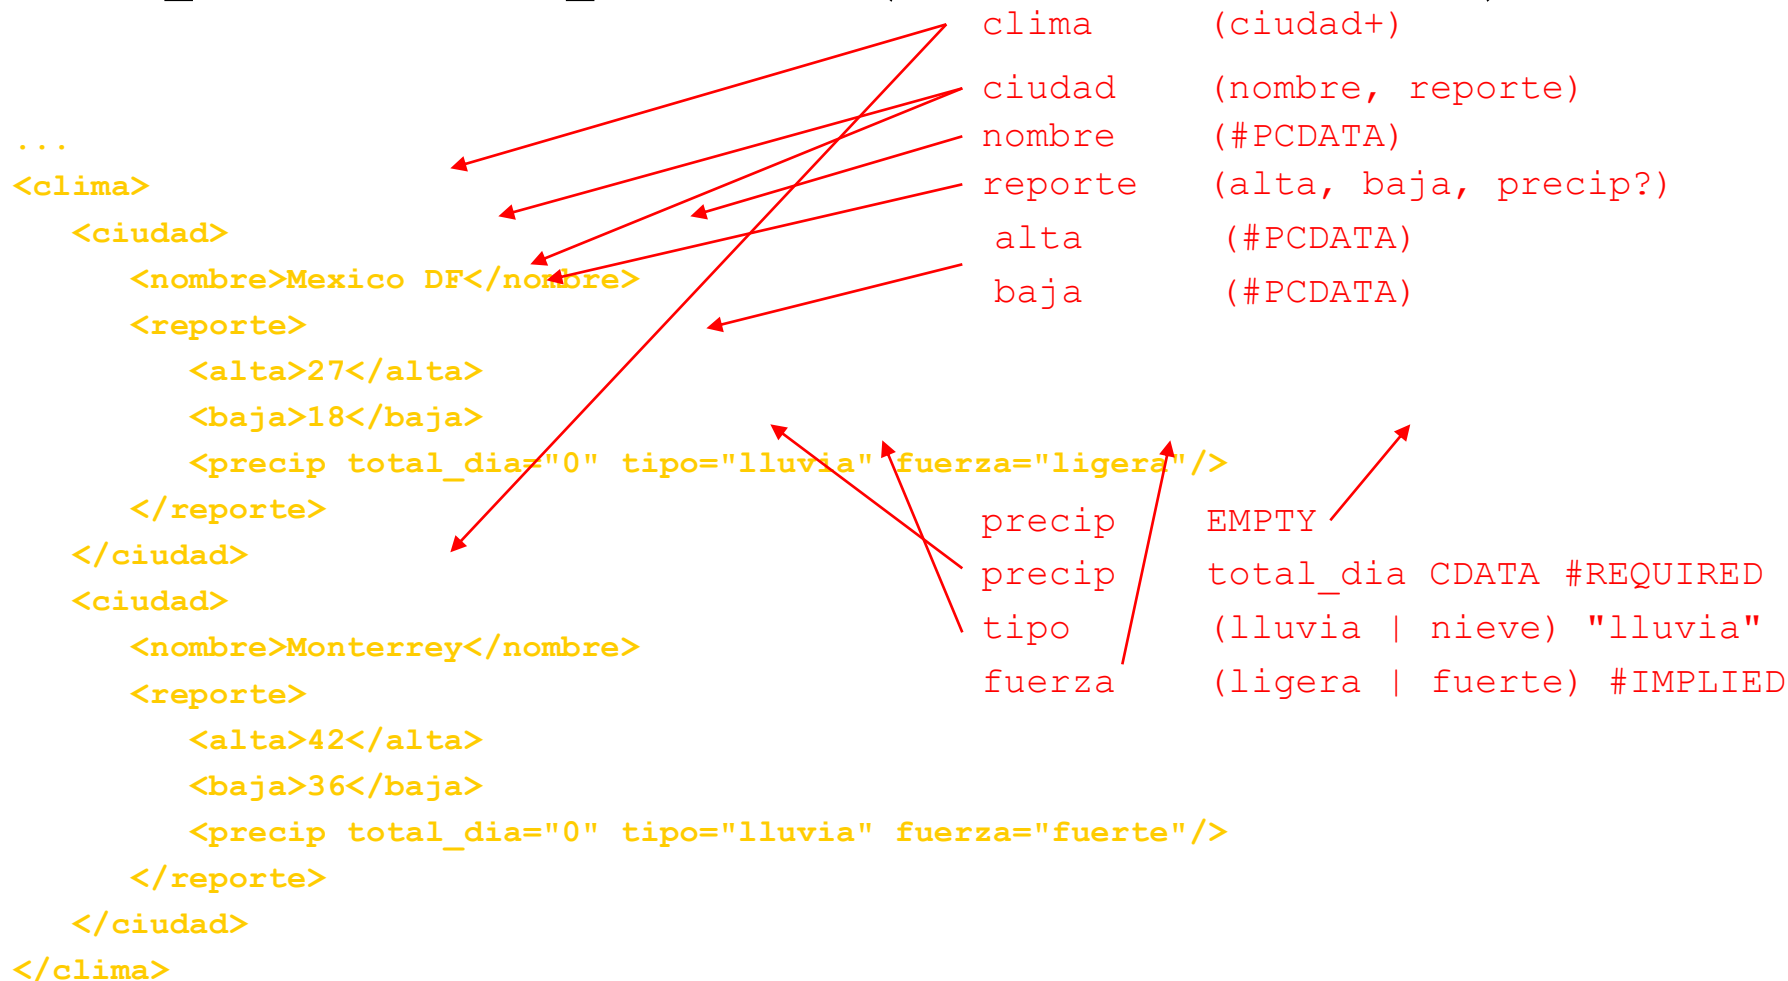 ...
<clima>
<ciudad>
<nombre>Mexico DF</nombre>
<reporte>
<alta>27</alta>
<baja>18</baja>
<precip total_dia="0" tipo="lluvia" fuerza="ligera"/>
</reporte>
</ciudad>
<ciudad>
<nombre>Monterrey</nombre>
<reporte>
<alta>42</alta>
<baja>36</baja>
<precip total_dia="0" tipo="lluvia" fuerza="fuerte"/>
</reporte>
</ciudad>
</clima>
clima (ciudad+)
ciudad (nombre, reporte)
nombre (#PCDATA)
reporte (alta, baja, precip?)
alta (#PCDATA)
baja (#PCDATA)
precip EMPTY
precip total_dia CDATA #REQUIRED
tipo (lluvia | nieve) "lluvia"
fuerza (ligera | fuerte) #IMPLIED